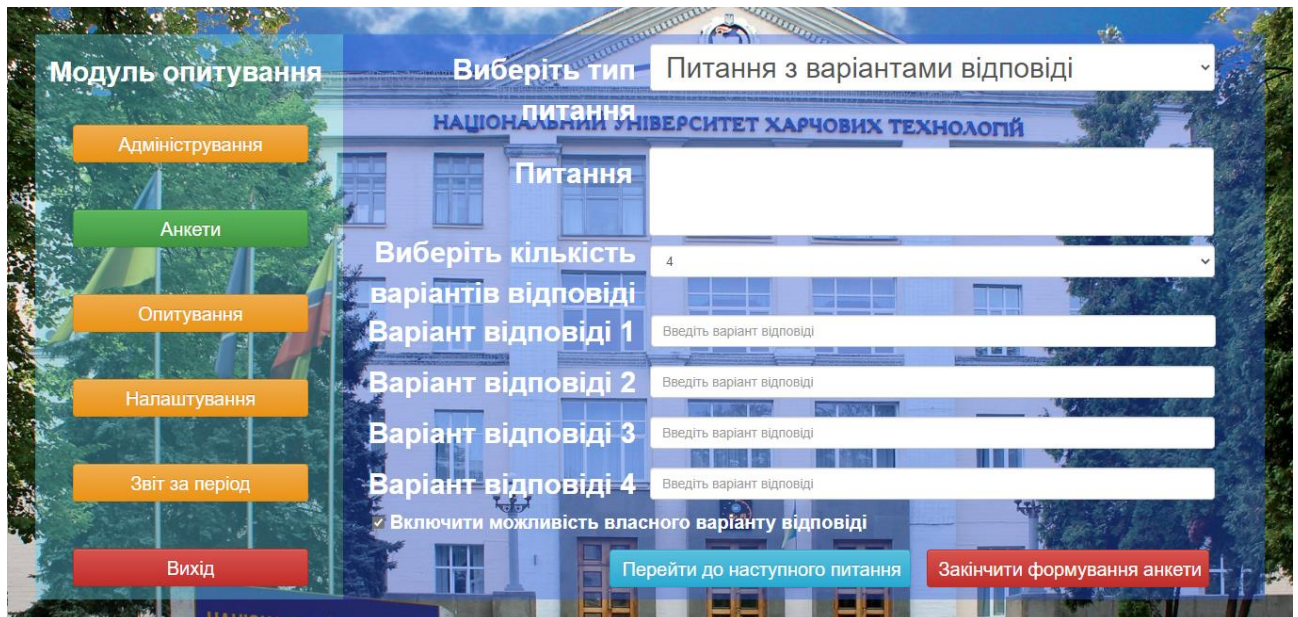 Модуль опитування
Адміністрування
Анкети
Опитування
Налаштування
Звіт за період
Вихід
Виберіть тип
питання
Питання з варіантами відповіді
НАЦІОНАЛЬНИЙ УНІВЕРСИТЕТ ХАРЧОВИХ ТЕХНОЛОГІЙ
Питання
Виберіть кількість
варіантів відповіді
4
Варіант відповіді 1
Введіть варіант відповіді
Варіант відповіді 2
Введіть варіант відповіді
Варіант відповіді 3
Введіть варіант відповіді
Варіант відповіді 4
Введіть варіант відповіді
Включити можливість власного варіанту відповіді
Перейти до наступного питання
Закінчити формування анкети